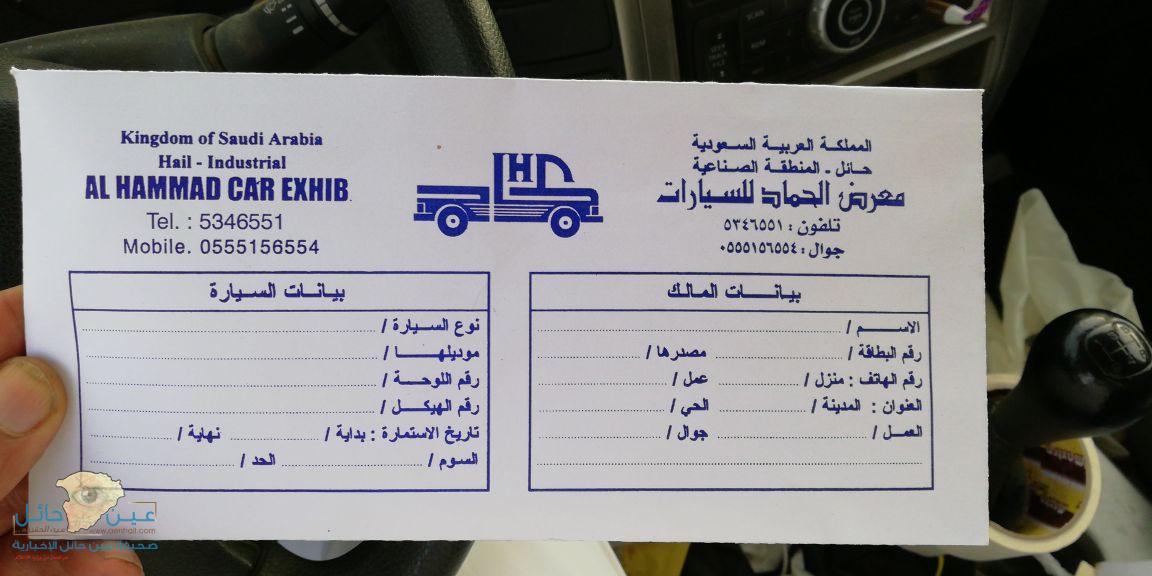 Kingdom of Saudi Arabia
Hail - Industrial
AL HAMMAD CAR EXHIB.
Tel. : 5346551
Mobile. 0555156554
H
المملكة العربية السعودية
حائل - المنطقة الصناعية
معرض الحماد للسيارات
تلفون : ٥٣٤٦٥٥١
جوال : ٠٥٥٥١٥٦٥٥٤
بيانات المالك
الاسم /
رقم البطاقة / مصدرها /
رقم الهاتف : منزل / عمل /
العنوان : المدينة / الحي /
العمل / جوال /
بيانات السيارة
نوع السيارة /
موديلها /
رقم اللوحة /
رقم الهيكل /
تاريخ الاستمارة : بداية / نهاية /
السوم / الحد /
عين حائل
www.aenhail.com
صحيفة عين حائل الإخبارية